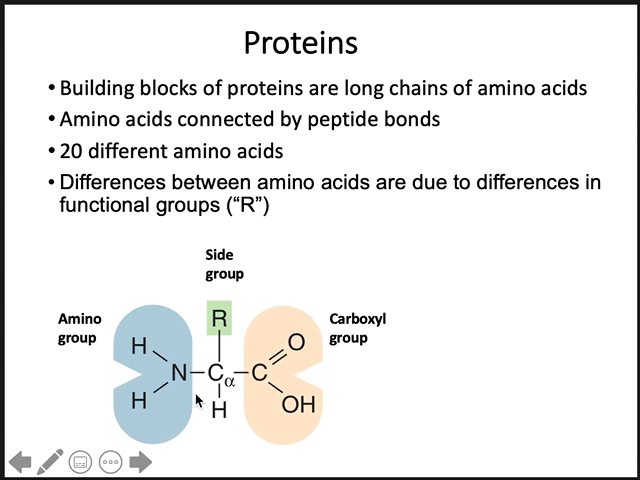 Proteins
• Building blocks of proteins are long chains of amino acids
• Amino acids connected by peptide bonds
• 20 different amino acids
• Differences between amino acids are due to differences in
functional groups (“R”)
Side
group
Amino
group
R
Carboxyl
group
H
O
N
C
α
C
H
H
OH